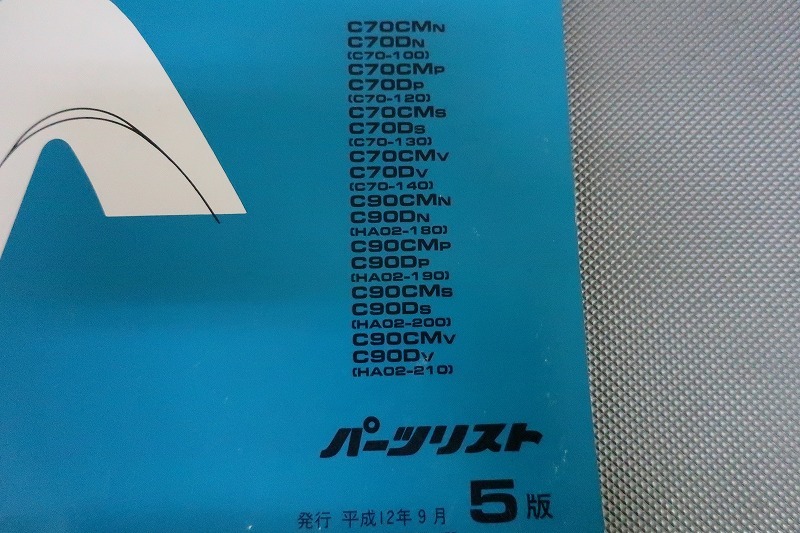 C70CMN
C70DN
(C70-100)
C70CMP
C70DP
(C70-120)
C70CMS
C70DS
(C70-130)
C70CMV
C70DV
(C70-140)
C90CMN
C90DN
(HA02-180)
C90CMP
C90DP
(HA02-190)
C90CMS
C90DS
(HA02-200)
C90CMV
C90DV
(HA02-210)
パーツリスト
発行 平成12年9月 5版